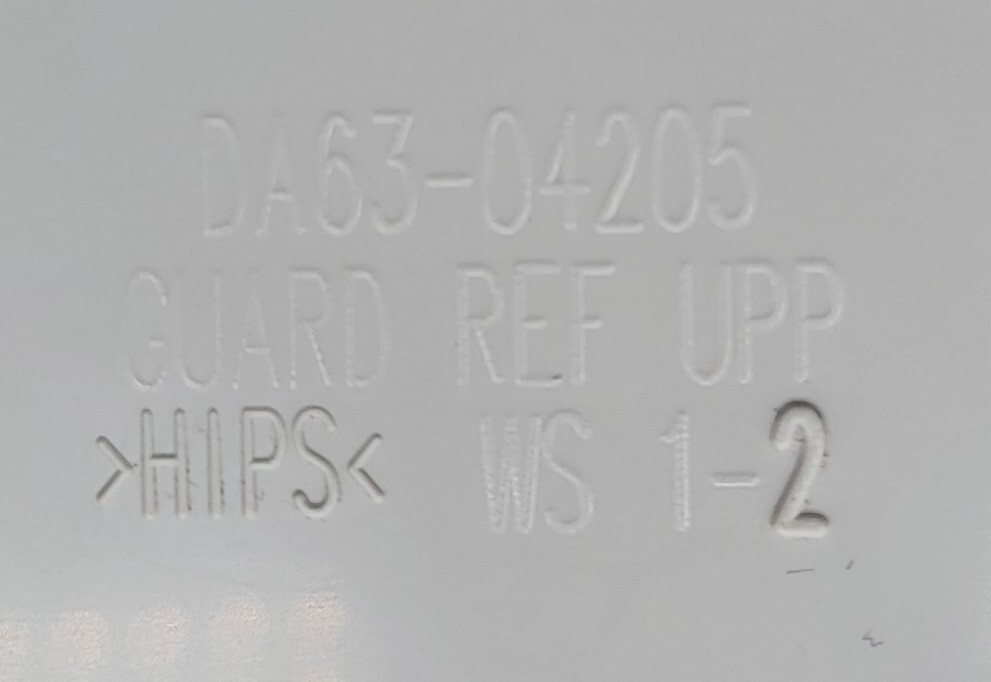 DA63-04205
GUARD REF UPP
>HIPS< WS 1-2